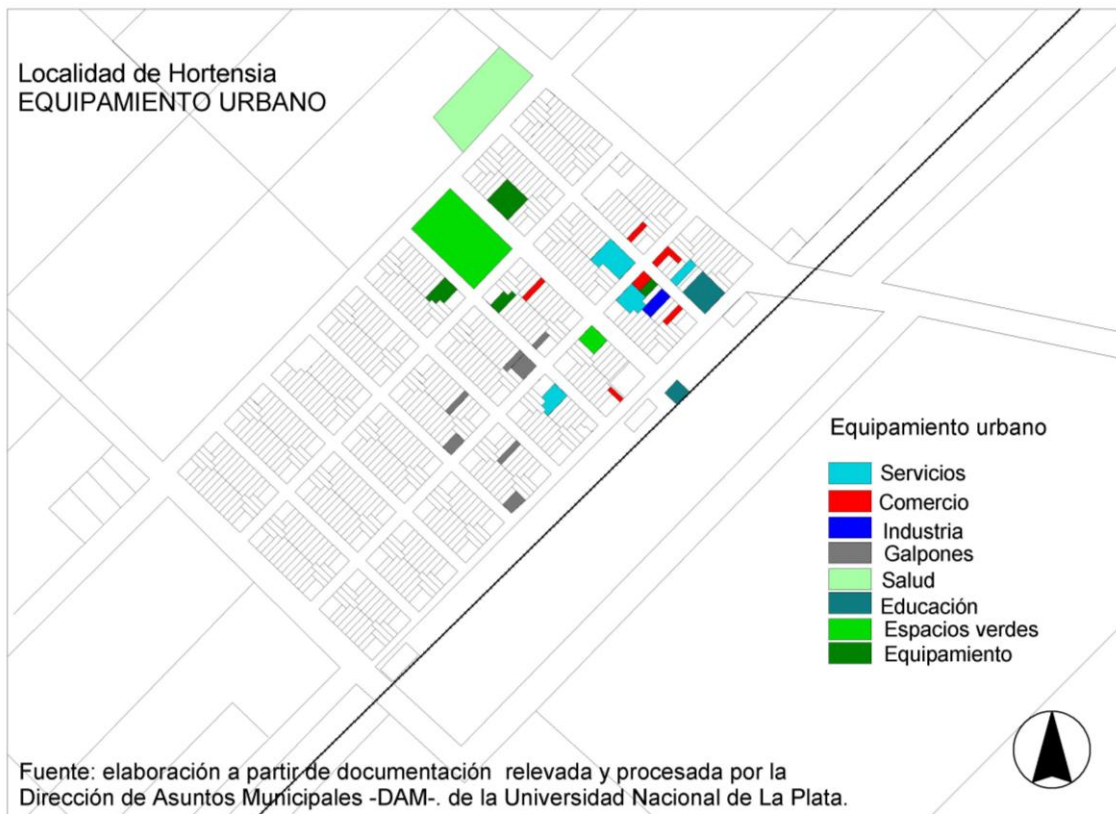 Localidad de Hortensia
EQUIPAMIENTO URBANO
Equipamiento urbano
Servicios
Comercio
Industria
Galpones
Salud
Educación
Espacios verdes
Equipamiento
Fuente: elaboración a partir de documentación relevada y procesada por la
Dirección de Asuntos Municipales -DAM-. de la Universidad Nacional de La Plata.